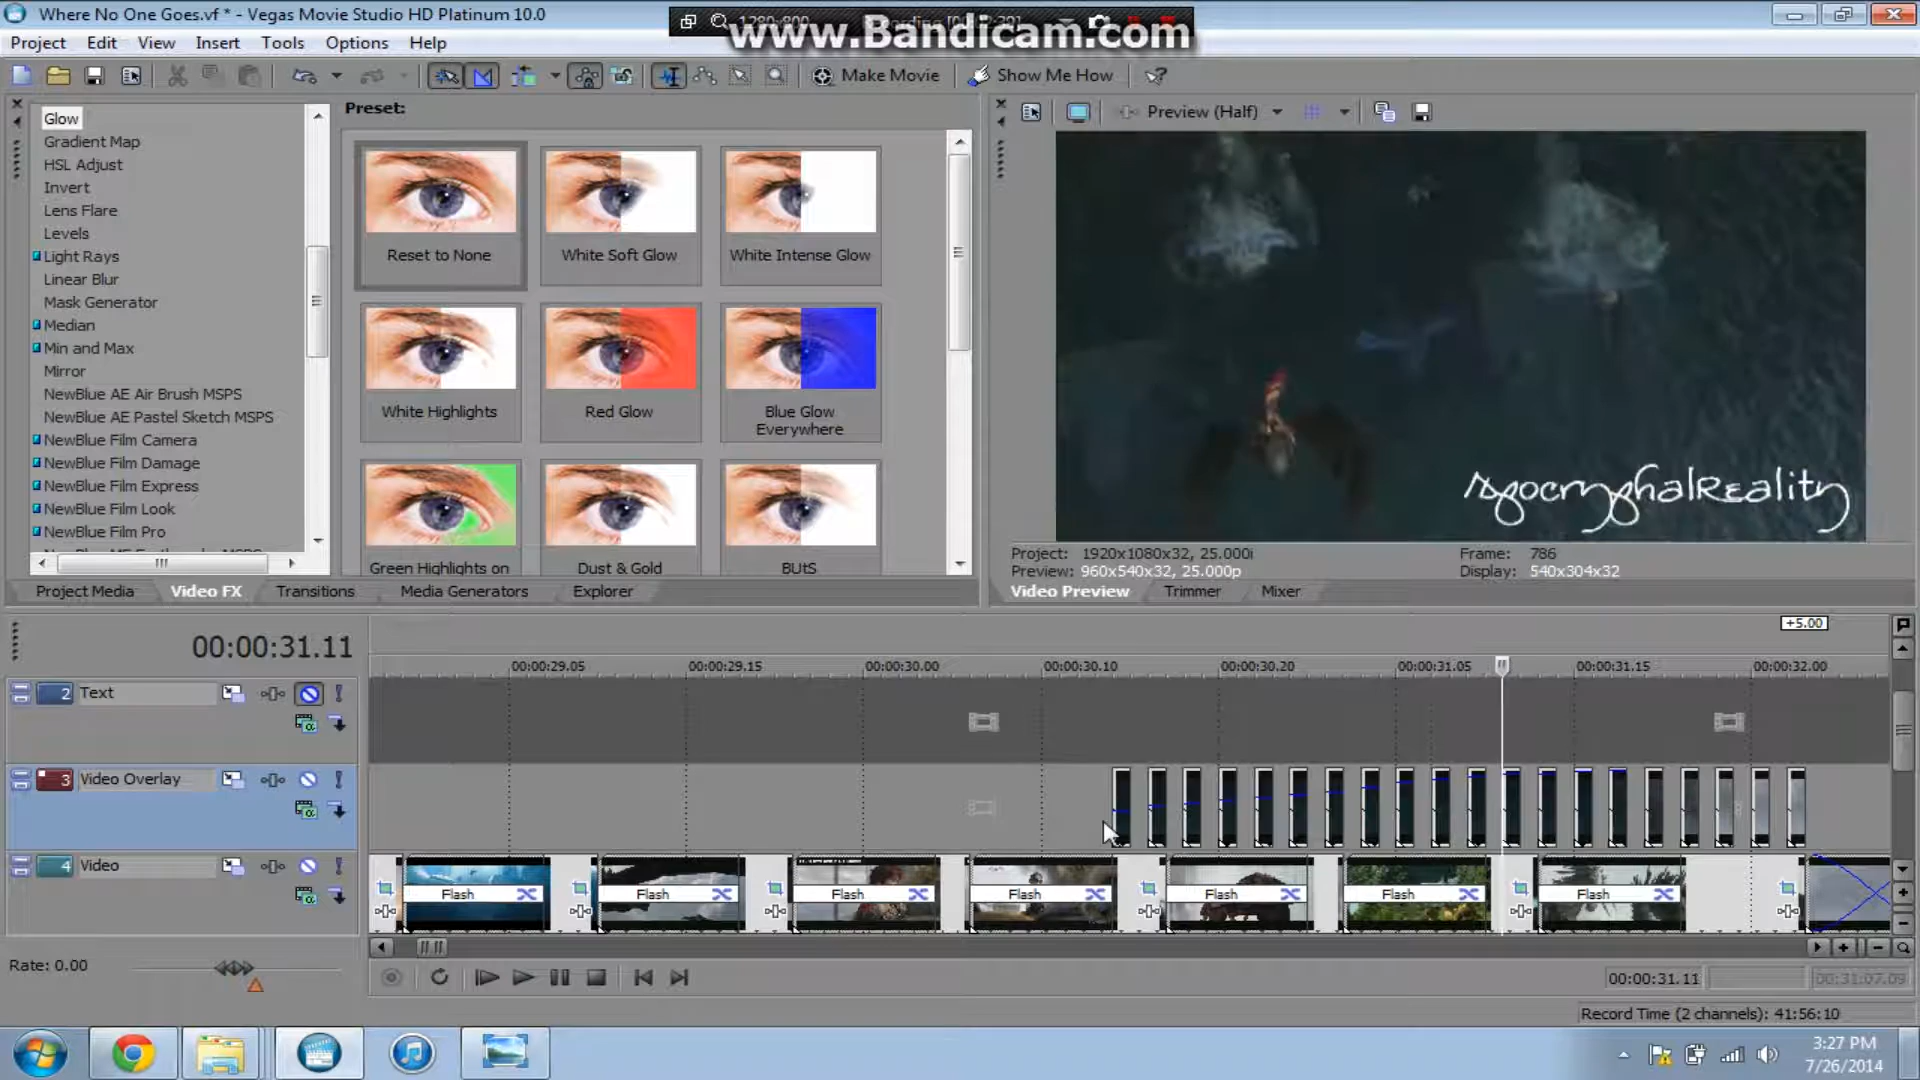 Where No One Goes.vf * - Vegas Movie Studio HD Platinum 10.0
www.Bandicam.com
Project Edit View Insert Tools Options Help
Make Movie Show Me How
Glow
Gradient Map
HSL Adjust
Invert
Lens Flare
Levels
Light Rays
Linear Blur
Mask Generator
Median
Min and Max
Mirror
NewBlue AE Air Brush MSPS
NewBlue AE Pastel Sketch MSPS
NewBlue Film Camera
NewBlue Film Damage
NewBlue Film Express
NewBlue Film Look
NewBlue Film Pro
Preset:
Reset to None White Soft Glow White Intense Glow
White Highlights Red Glow Blue Glow Everywhere
Green Highlights on Dust & Gold BUtS
Preview (Half)
ApocryphalReality
Project: 1920x1080x32, 25.000i Frame: 786
Preview: 960x540x32, 25.000p Display: 540x304x32
Project Media Video FX Transitions Media Generators Explorer
Video Preview Trimmer Mixer
+5.00
00:00:31.11
00:00:29.05 00:00:29.15 00:00:30.00 00:00:30.10 00:00:30.20 00:00:31.05 00:00:31.15 00:00:32.00
2 Text
3 Video Overlay
4 Video
Flash Flash Flash Flash Flash Flash Flash
Rate: 0.00
00:00:31.11 00:31:07.09
Record Time (2 channels): 41:56:10
3:27 PM
7/26/2014